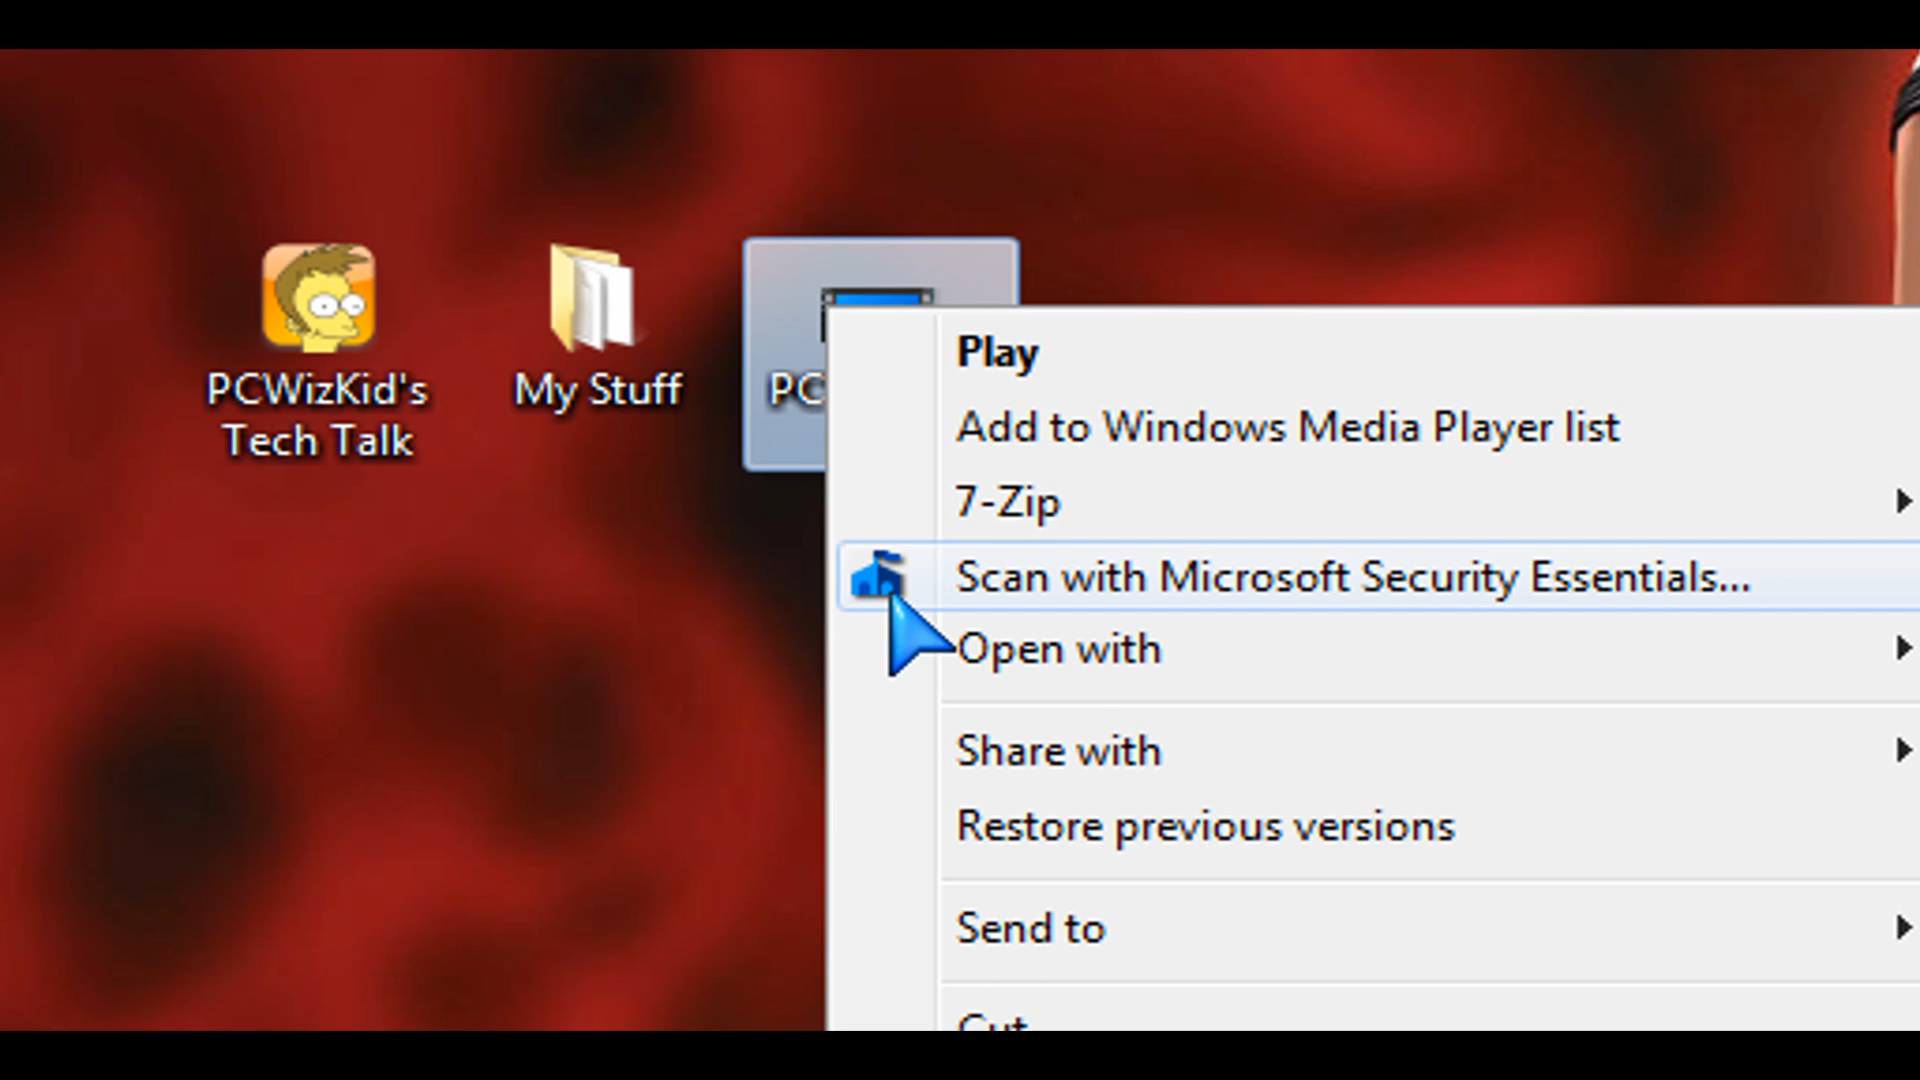 PCWizKid's
Tech Talk
My Stuff
PC
Play
Add to Windows Media Player list
7-Zip
Scan with Microsoft Security Essentials...
Open with
Share with
Restore previous versions
Send to
Cut